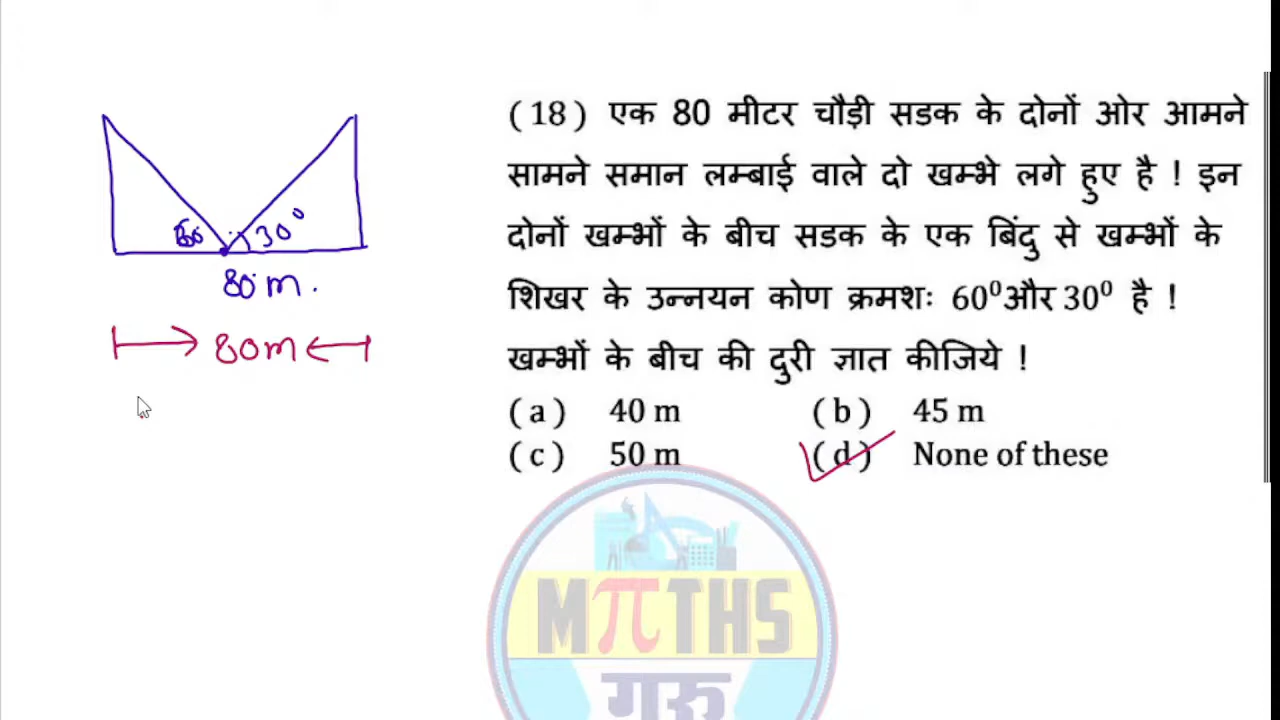 (18) एक 80 मीटर चौड़ी सडक के दोनों ओर आमने
सामने समान लम्बाई वाले दो खम्भे लगे हुए है ! इन
दोनों खम्भों के बीच सडक के एक बिंदु से खम्भों के
शिखर के उन्नयन कोण क्रमशः 60⁰और 30⁰ है !
खम्भों के बीच की दुरी ज्ञात कीजिये !
(a) 40 m (b) 45 m
(c) 50 m (d) None of these
30⁰
80 m .
80m
MπTHS
गुरू